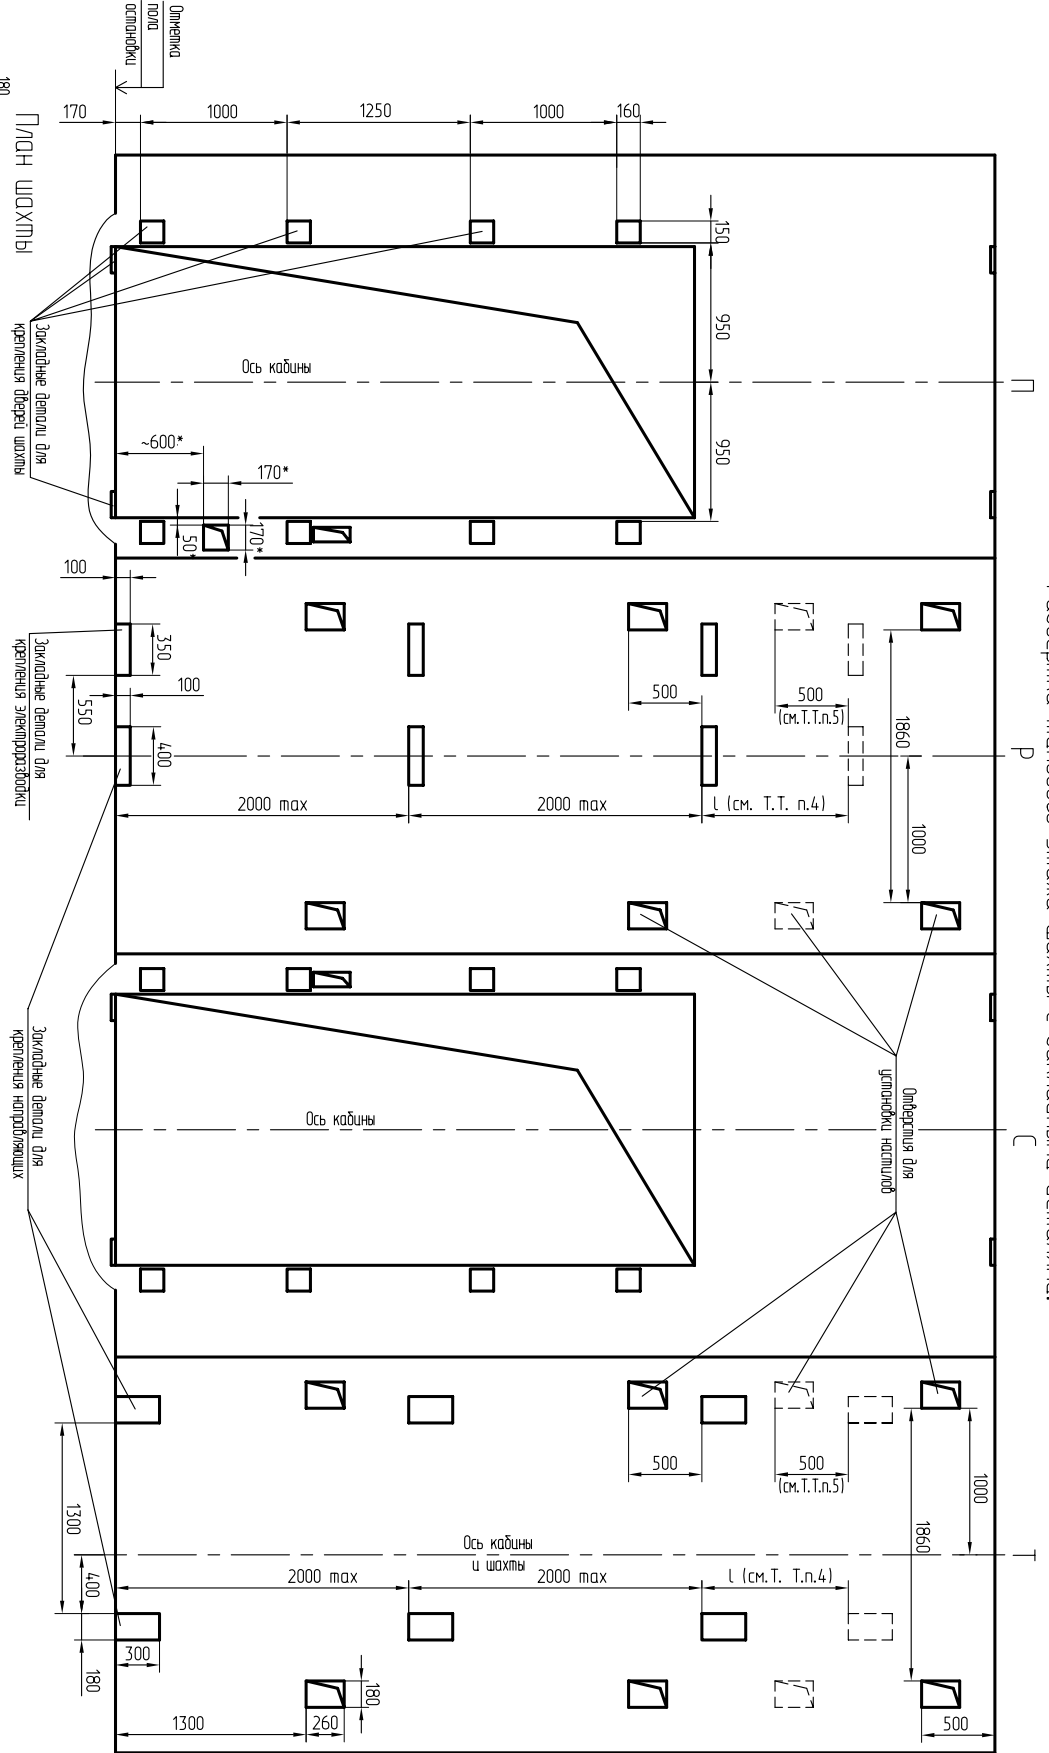 Отметка
пола
остановки
180
План шахты
170
1000
1250
1000
160
150
950
950
Ось кабины
П
~600*
170*
170*
50*
Закладные детали для
крепления дверей шахты
100
350
550
100
400
Закладные детали для
крепления электроразводки
500
500
(см.Т.Т.п.5)
1860
1000
Р
2000 max
2000 max
l (см. Т.Т. п.4)
Отверстия для
установки настилов
Ось кабины
С
Закладные детали для
крепления направляющих
500
500
(см.Т.Т.п.5)
1000
1860
1300
400
Ось кабины
и шахты
Т
2000 max
2000 max
l (см.Т. Т.п.4)
300
180
180
1300
260
500